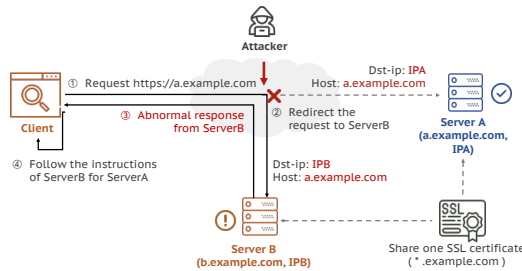 Attacker
① Request https://a.example.com
Dst-ip: IPA
Host: a.example.com
Client
③ Abnormal response
from ServerB
② Redirect the
request to ServerB
Server A
(a.example.com,
IPA)
④ Follow the instructions
of ServerB for ServerA
Dst-ip: IPB
Host: a.example.com
SSL
Server B
(b.example.com, IPB)
Share one SSL certificate
( * .example.com )